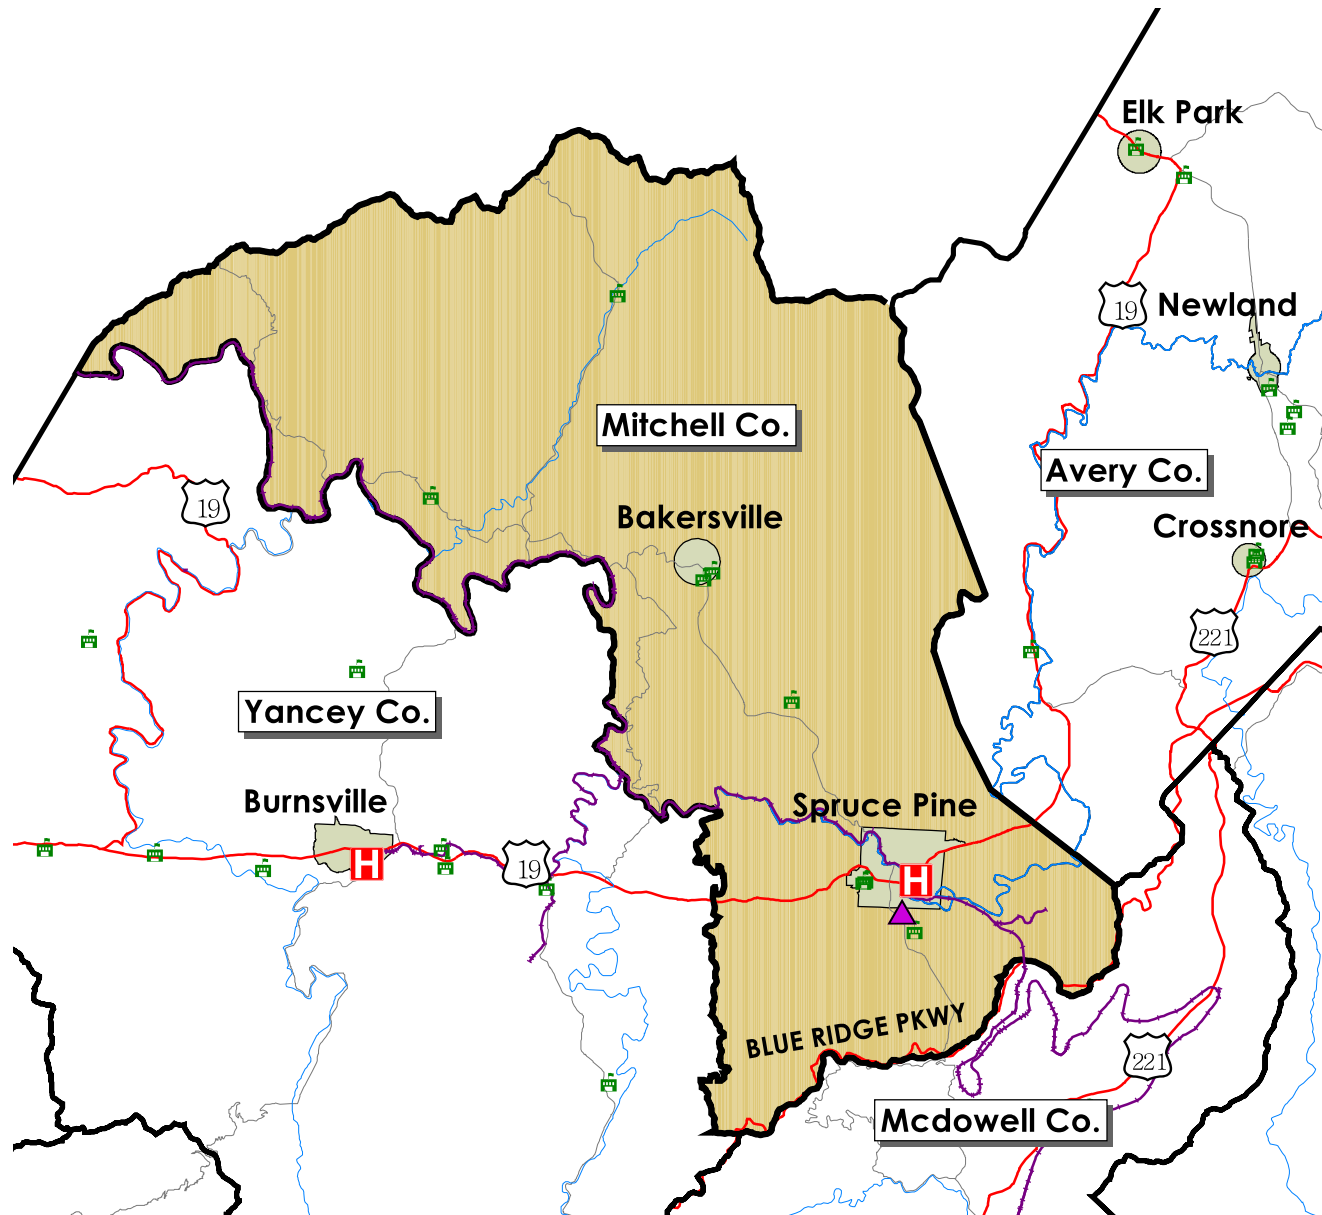 Elk Park
19
Newland
Mitchell Co.
Avery Co.
19
Bakersville
Crossnore
221
Yancey Co.
Burnsville
Spruce Pine
19
H
H
BLUE RIDGE PKWY
221
Mcdowell Co.